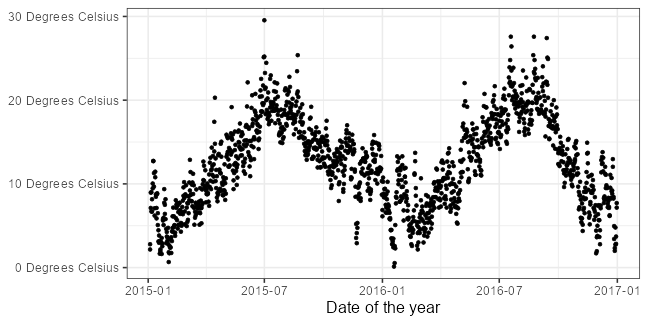 30 Degrees Celsius
20 Degrees Celsius
10 Degrees Celsius
0 Degrees Celsius
2015-01 2015-07 2016-01 2016-07 2017-01
Date of the year